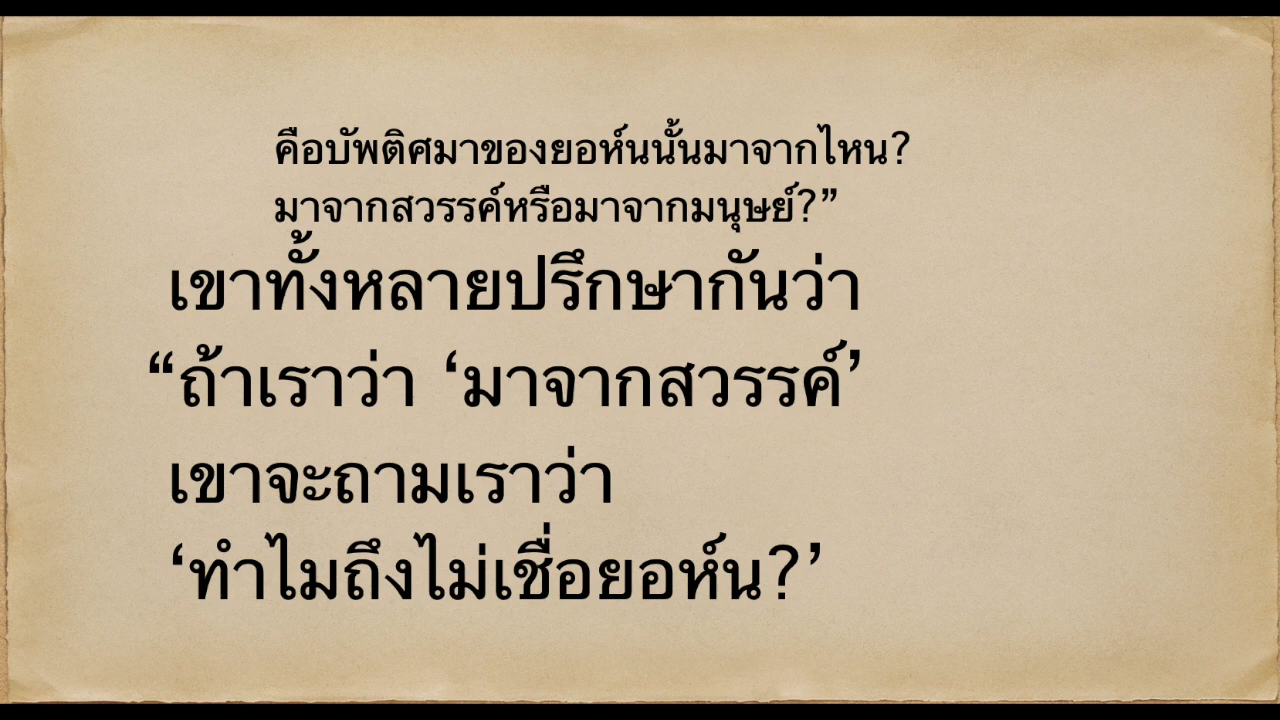 คือบัพติศมาของยอห์นนั้นมาจากไหน?
มาจากสวรรค์หรือมาจากมนุษย์?”
เขาทั้งหลายปรึกษากันว่า
“ถ้าเราว่า ‘มาจากสวรรค์’
เขาจะถามเราว่า
‘ทำไมถึงไม่เชื่อยอห์น?’